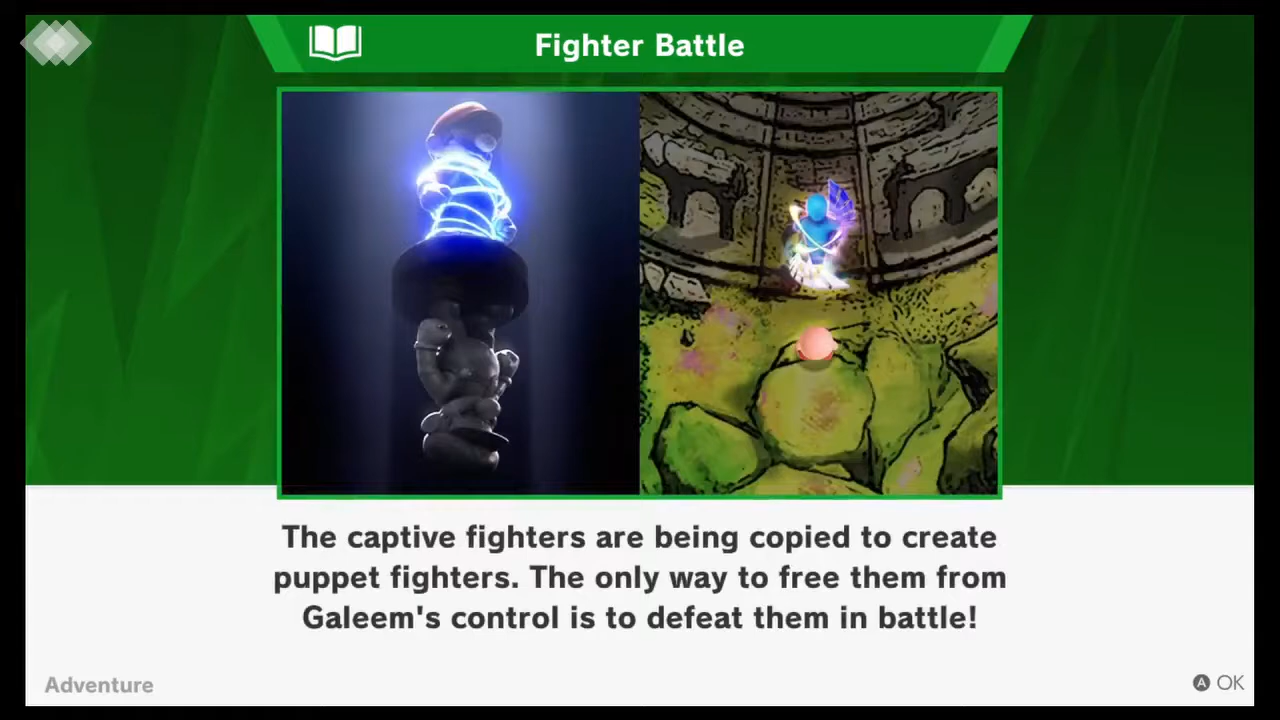 Fighter Battle
The captive fighters are being copied to create
puppet fighters. The only way to free them from
Galeem's control is to defeat them in battle!
Adventure
A OK